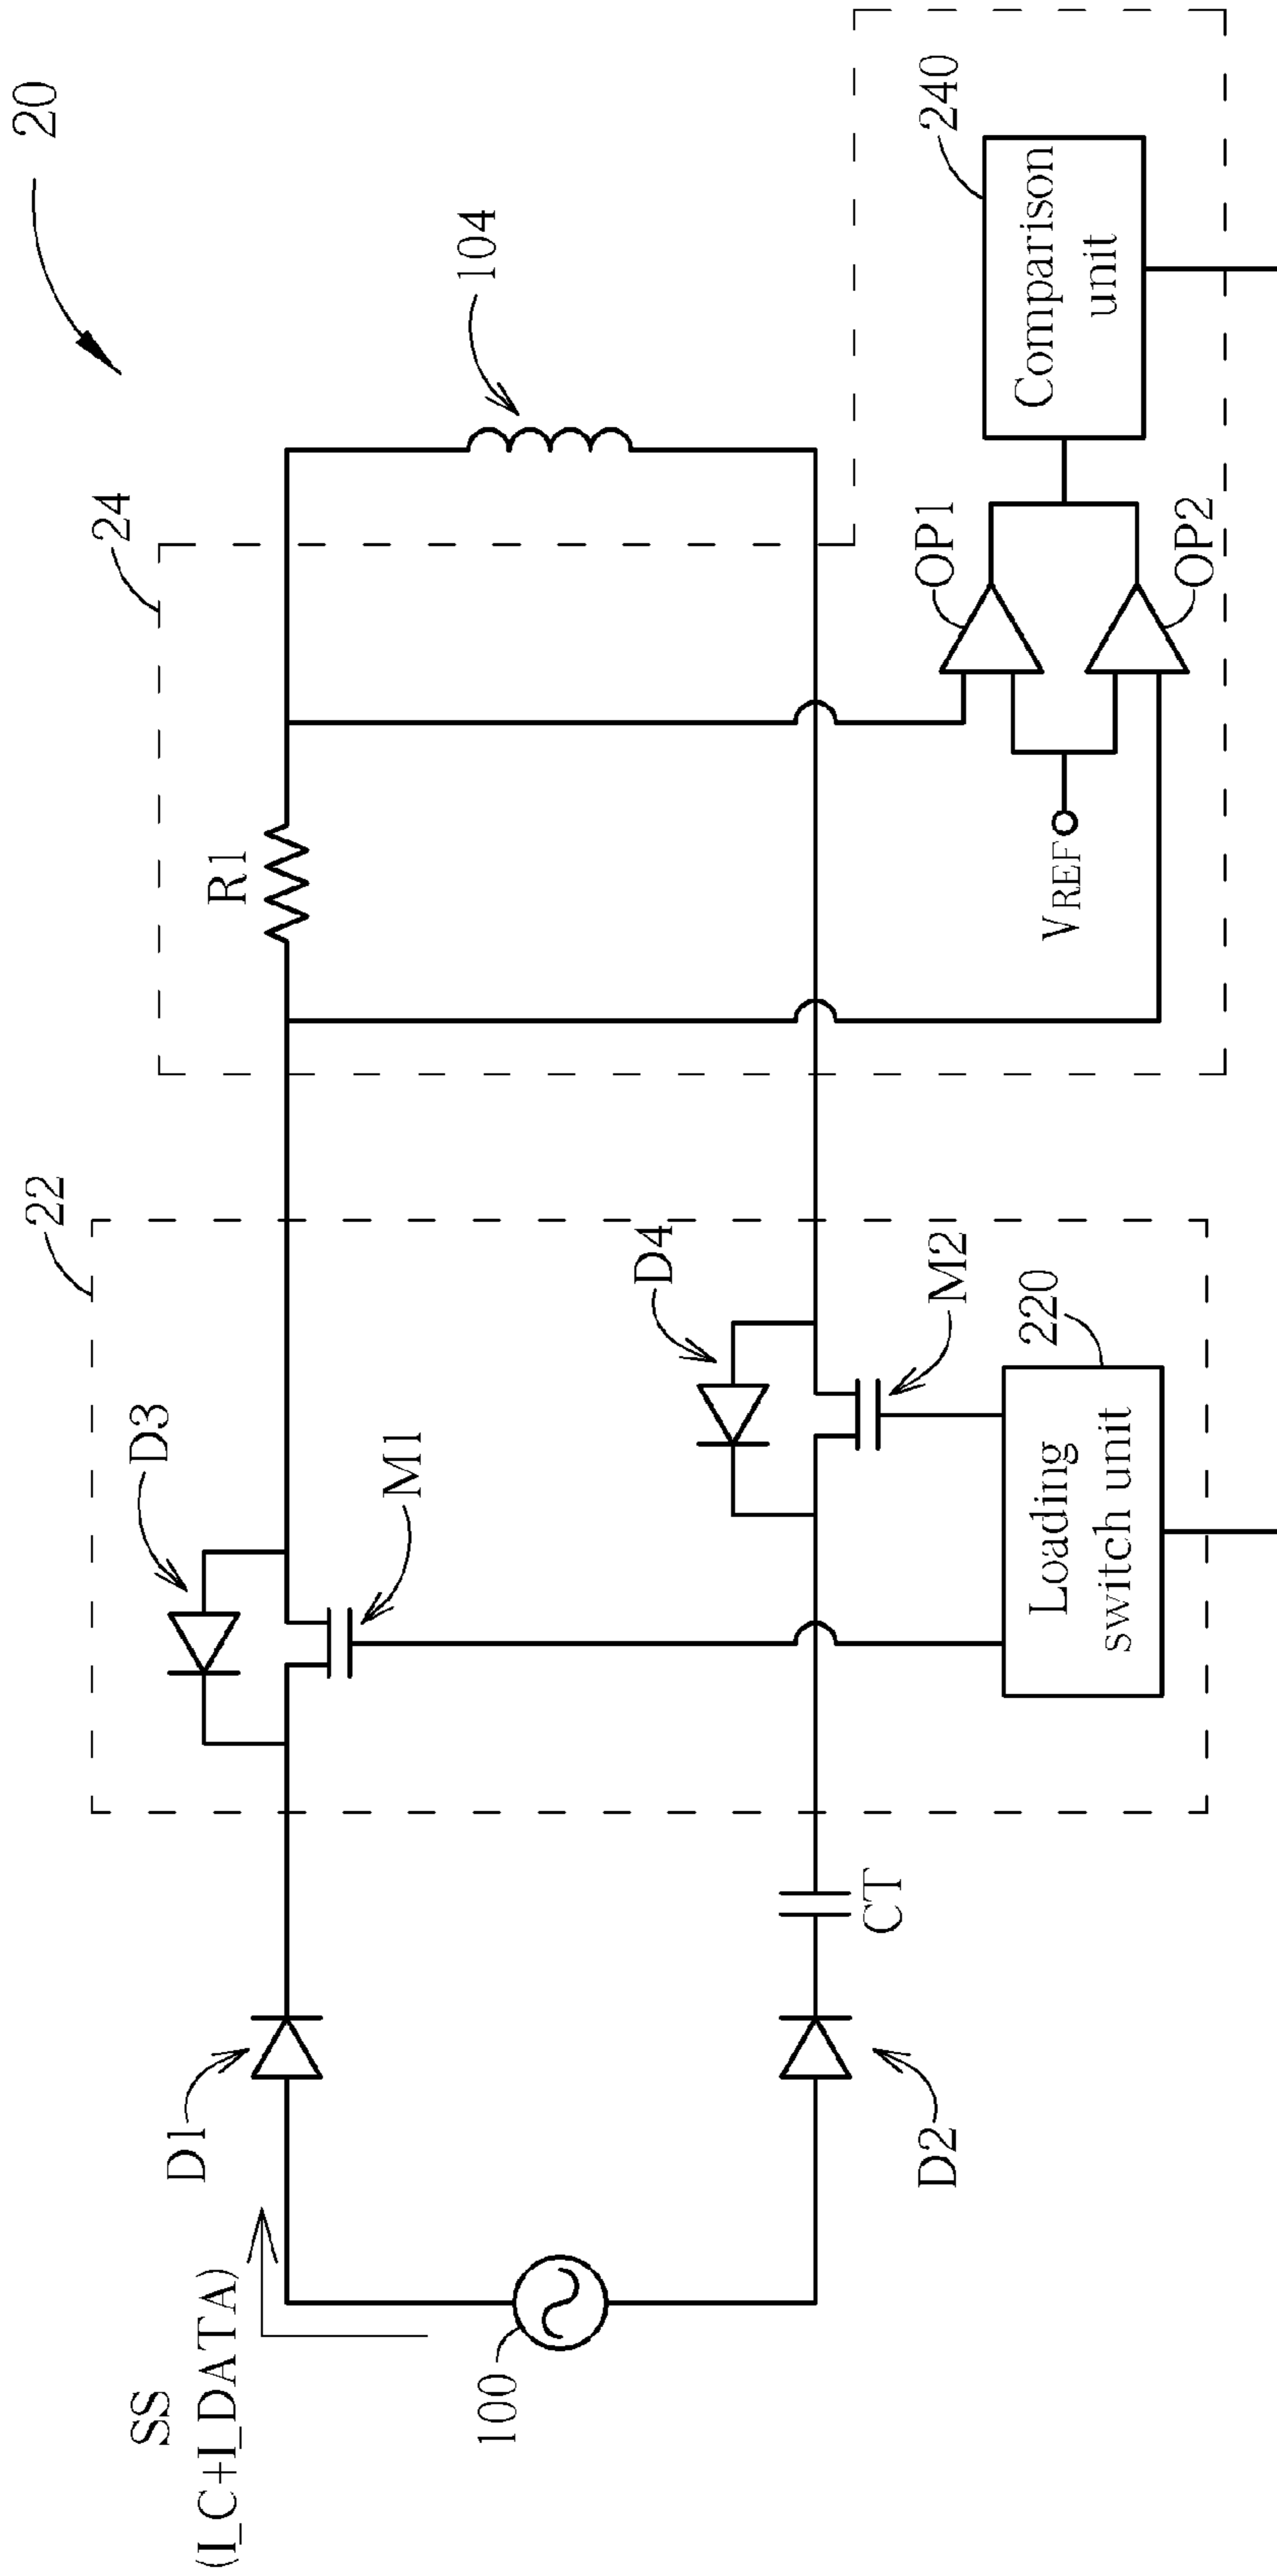 20
24
104
22
D3
R1
SS
(I_C+I_DATA)
D1
M1
D4
M2
OP1
240
Comparison
unit
100
D2
CT
220
Loading
switch unit
VREF
OP2